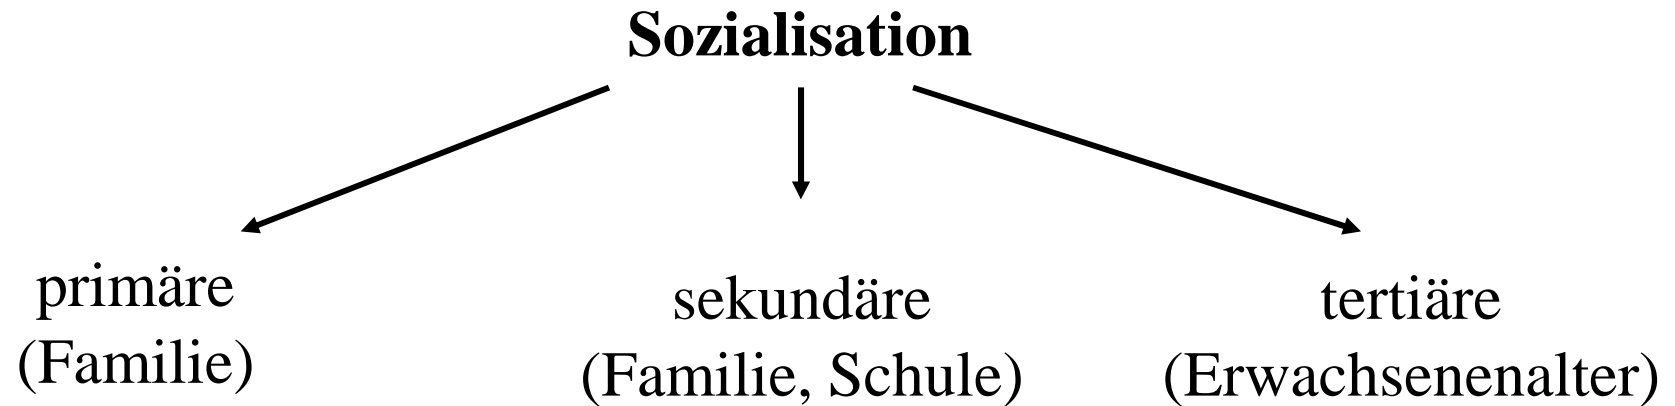 Sozialisation
primäre
(Familie)
sekundäre
(Familie, Schule)
tertiäre
(Erwachsenenalter)